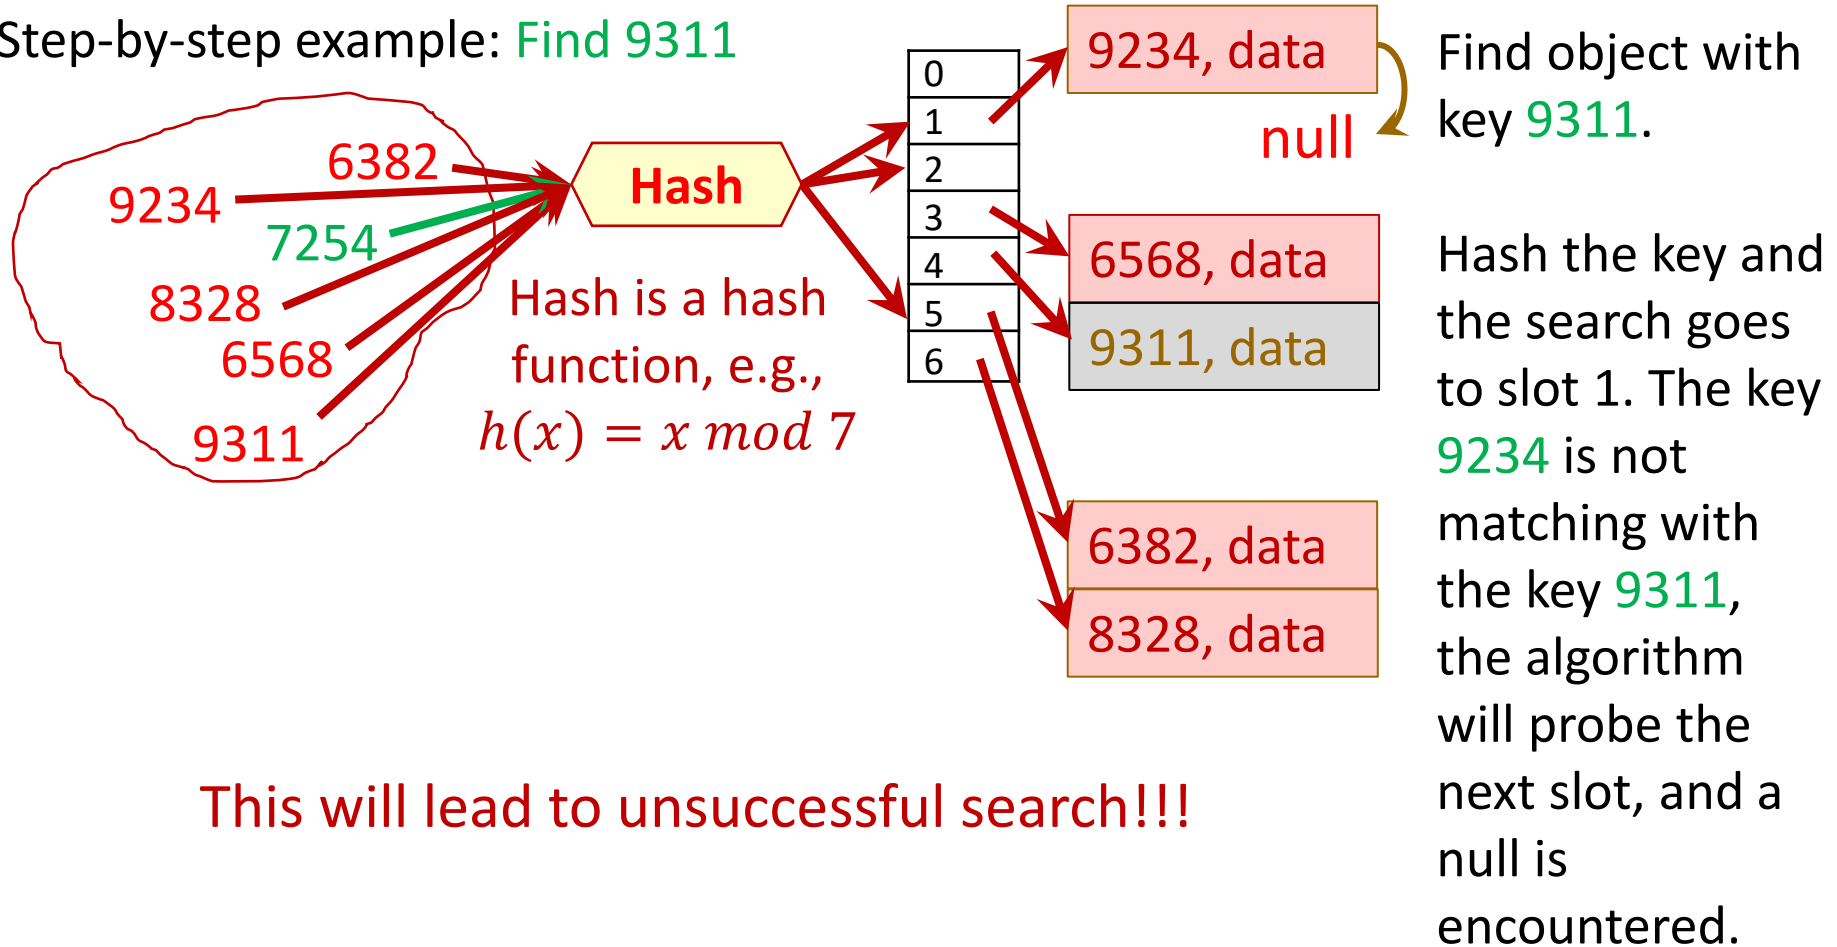 Step-by-step example: Find 9311
6382
9234
7254
8328
6568
9311
Hash
Hash is a hash
function, e.g.,
h(x) = x mod 7
0
1
2
3
4
5
6
9234, data
null
6568, data
9311, data
6382, data
8328, data
Find object with
key 9311.
Hash the key and
the search goes
to slot 1. The key
9234 is not
matching with
the key 9311,
the algorithm
will probe the
next slot, and a
null is
encountered.
This will lead to unsuccessful search!!!